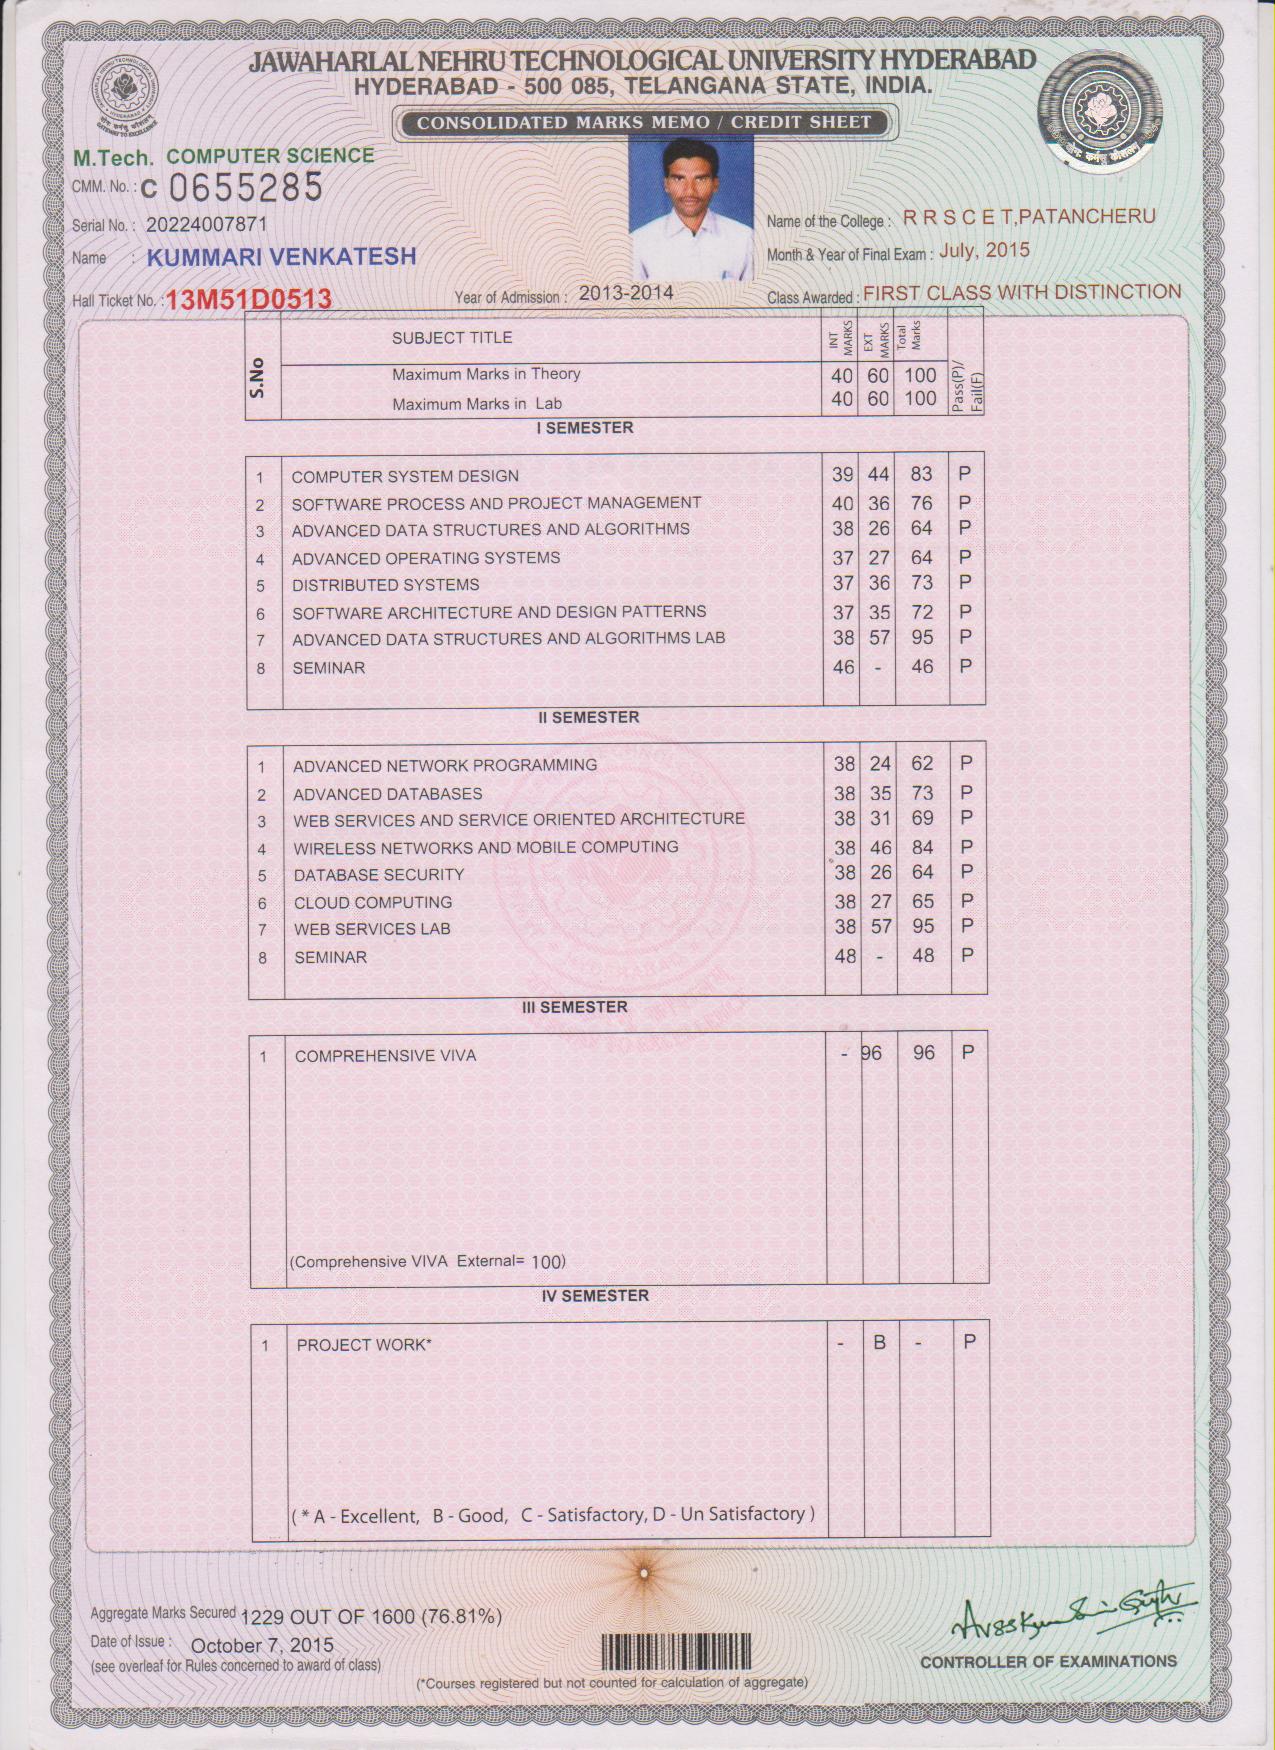 JAWAHARLAL NEHRU TECHNOLOGICAL UNIVERSITY HYDERABAD
HYDERABAD - 500 085, TELANGANA STATE, INDIA.
CONSOLIDATED MARKS MEMO / CREDIT SHEET
M.Tech. COMPUTER SCIENCE
CMM. No. : C 0655285
Serial No. : 20224007871
Name : KUMMARI VENKATESH
Hall Ticket No. : 13M51D0513
Year of Admission : 2013-2014
Name of the College : R R S C E T,PATANCHERU
Month & Year of Final Exam : July, 2015
Class Awarded : FIRST CLASS WITH DISTINCTION
S.No SUBJECT TITLE INT MARKS EXT MARKS Total Marks Pass(P)/ Fail(F)
Maximum Marks in Theory 40 60 100
Maximum Marks in Lab 40 60 100
I SEMESTER
1 COMPUTER SYSTEM DESIGN 39 44 83 P
2 SOFTWARE PROCESS AND PROJECT MANAGEMENT 40 36 76 P
3 ADVANCED DATA STRUCTURES AND ALGORITHMS 38 26 64 P
4 ADVANCED OPERATING SYSTEMS 37 27 64 P
5 DISTRIBUTED SYSTEMS 37 36 73 P
6 SOFTWARE ARCHITECTURE AND DESIGN PATTERNS 37 35 72 P
7 ADVANCED DATA STRUCTURES AND ALGORITHMS LAB 38 57 95 P
8 SEMINAR 46 - 46 P
II SEMESTER
1 ADVANCED NETWORK PROGRAMMING 38 24 62 P
2 ADVANCED DATABASES 38 35 73 P
3 WEB SERVICES AND SERVICE ORIENTED ARCHITECTURE 38 31 69 P
4 WIRELESS NETWORKS AND MOBILE COMPUTING 38 46 84 P
5 DATABASE SECURITY 38 26 64 P
6 CLOUD COMPUTING 38 27 65 P
7 WEB SERVICES LAB 38 57 95 P
8 SEMINAR 48 - 48 P
III SEMESTER
1 COMPREHENSIVE VIVA - 96 96 P
(Comprehensive VIVA External= 100)
IV SEMESTER
1 PROJECT WORK* - B - P
( * A - Excellent, B - Good, C - Satisfactory, D - Un Satisfactory )
Aggregate Marks Secured 1229 OUT OF 1600 (76.81%)
Date of Issue : October 7, 2015
(see overleaf for Rules concerned to award of class)
(*Courses registered but not counted for calculation of aggregate)
CONTROLLER OF EXAMINATIONS